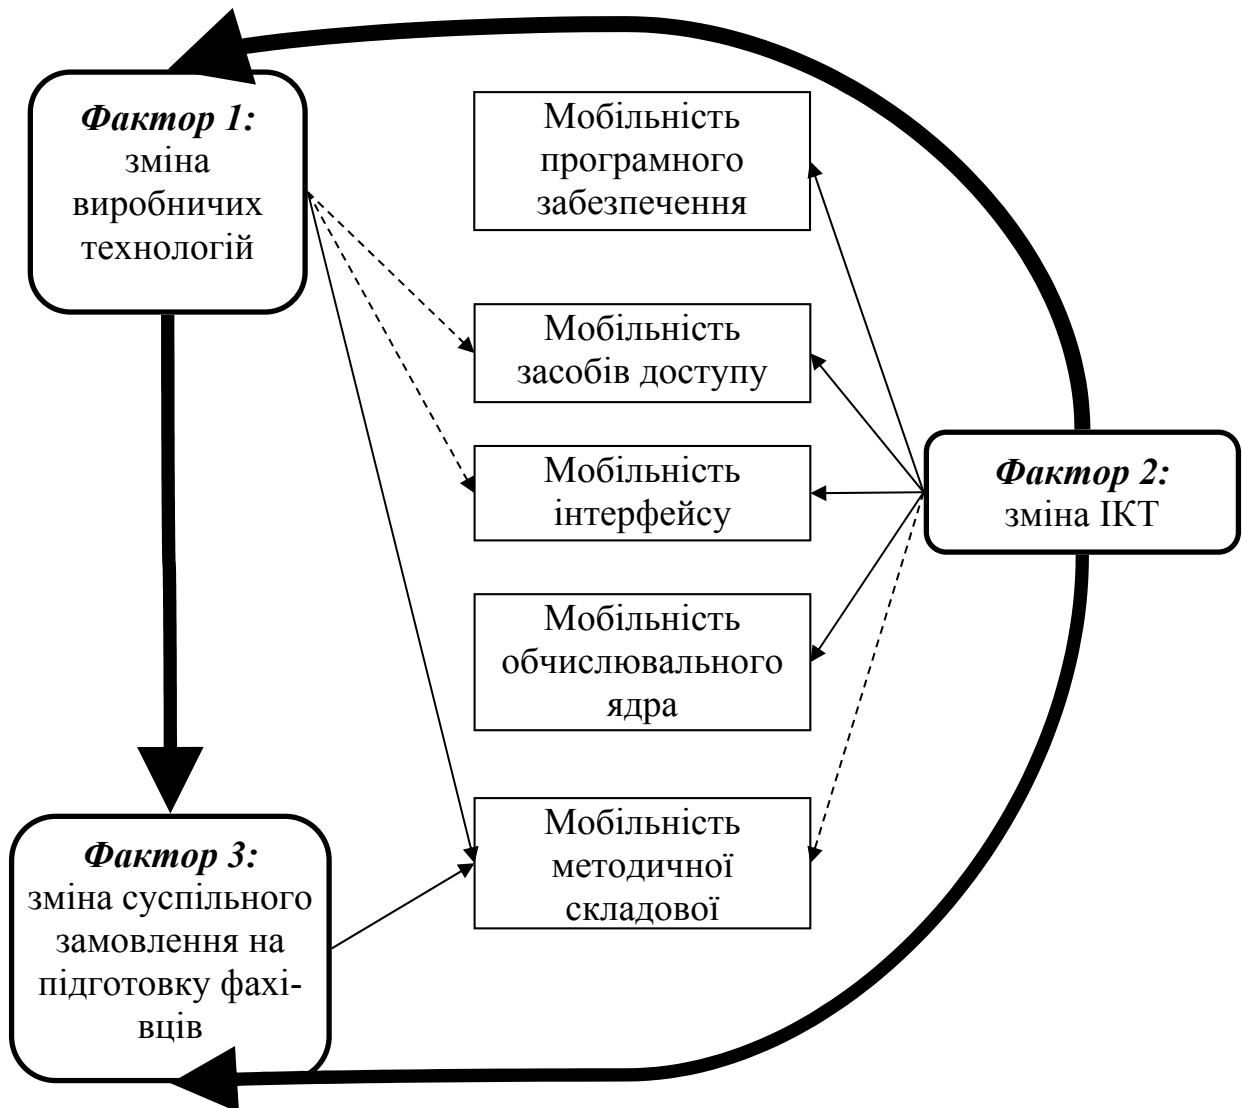 Фактор 1:
зміна
виробничих
технологій
Мобільність
програмного
забезпечення
Мобільність
засобів доступу
Мобільність
інтерфейсу
Фактор 2:
зміна ІКТ
Мобільність
обчислювального
ядра
Мобільність
методичної
складової
Фактор 3:
зміна суспільного
замовлення на
підготовку фахі-
вців